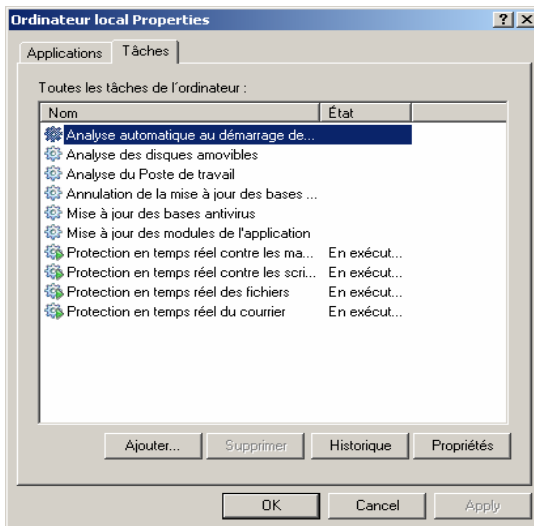 Ordinateur local Properties
Applications Tâches
Toutes les tâches de l'ordinateur :
Nom État
Analyse automatique au démarrage de...
Analyse des disques amovibles
Analyse du Poste de travail
Annulation de la mise à jour des bases ...
Mise à jour des bases antivirus
Mise à jour des modules de l'application
Protection en temps réel contre les ma... En exécut...
Protection en temps réel contre les scri... En exécut...
Protection en temps réel des fichiers En exécut...
Protection en temps réel du courrier En exécut...
Ajouter... Supprimer Historique Propriétés
OK Cancel Apply